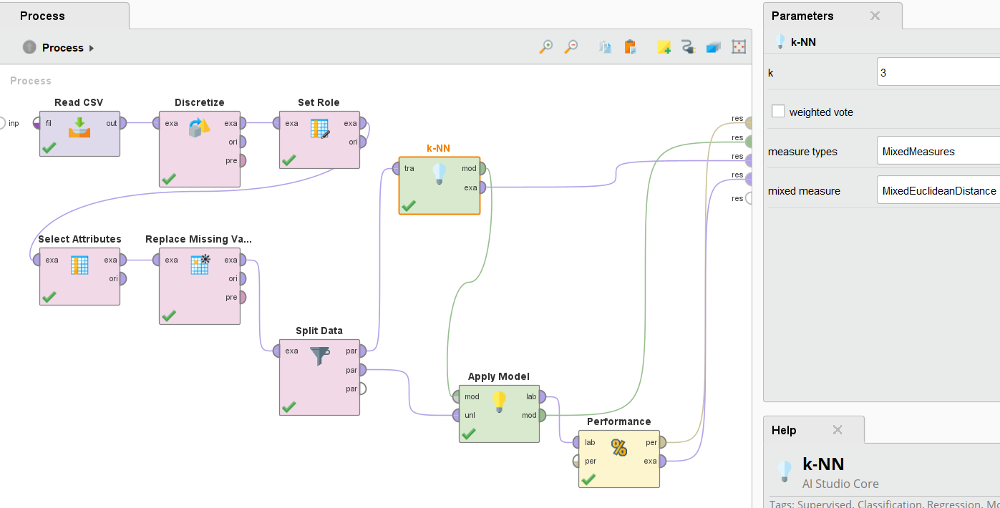 Process
Process
Process
inp
Read CSV
fil out
Discretize
exa exa
ori
pre
Set Role
exa exa
ori
k-NN
tra mod
exa
res
res
res
res
res
Select Attributes
exa exa
ori
Replace Missing Va...
exa exa
ori
pre
Split Data
exa par
par
par
Apply Model
mod lab
unl mod
Performance
% 
lab per
per exa
Parameters
k-NN
k 3
weighted vote
measure types MixedMeasures
mixed measure MixedEuclideanDistance
Help
k-NN
AI Studio Core
Tags: Supervised, Classification, Regression, Mo